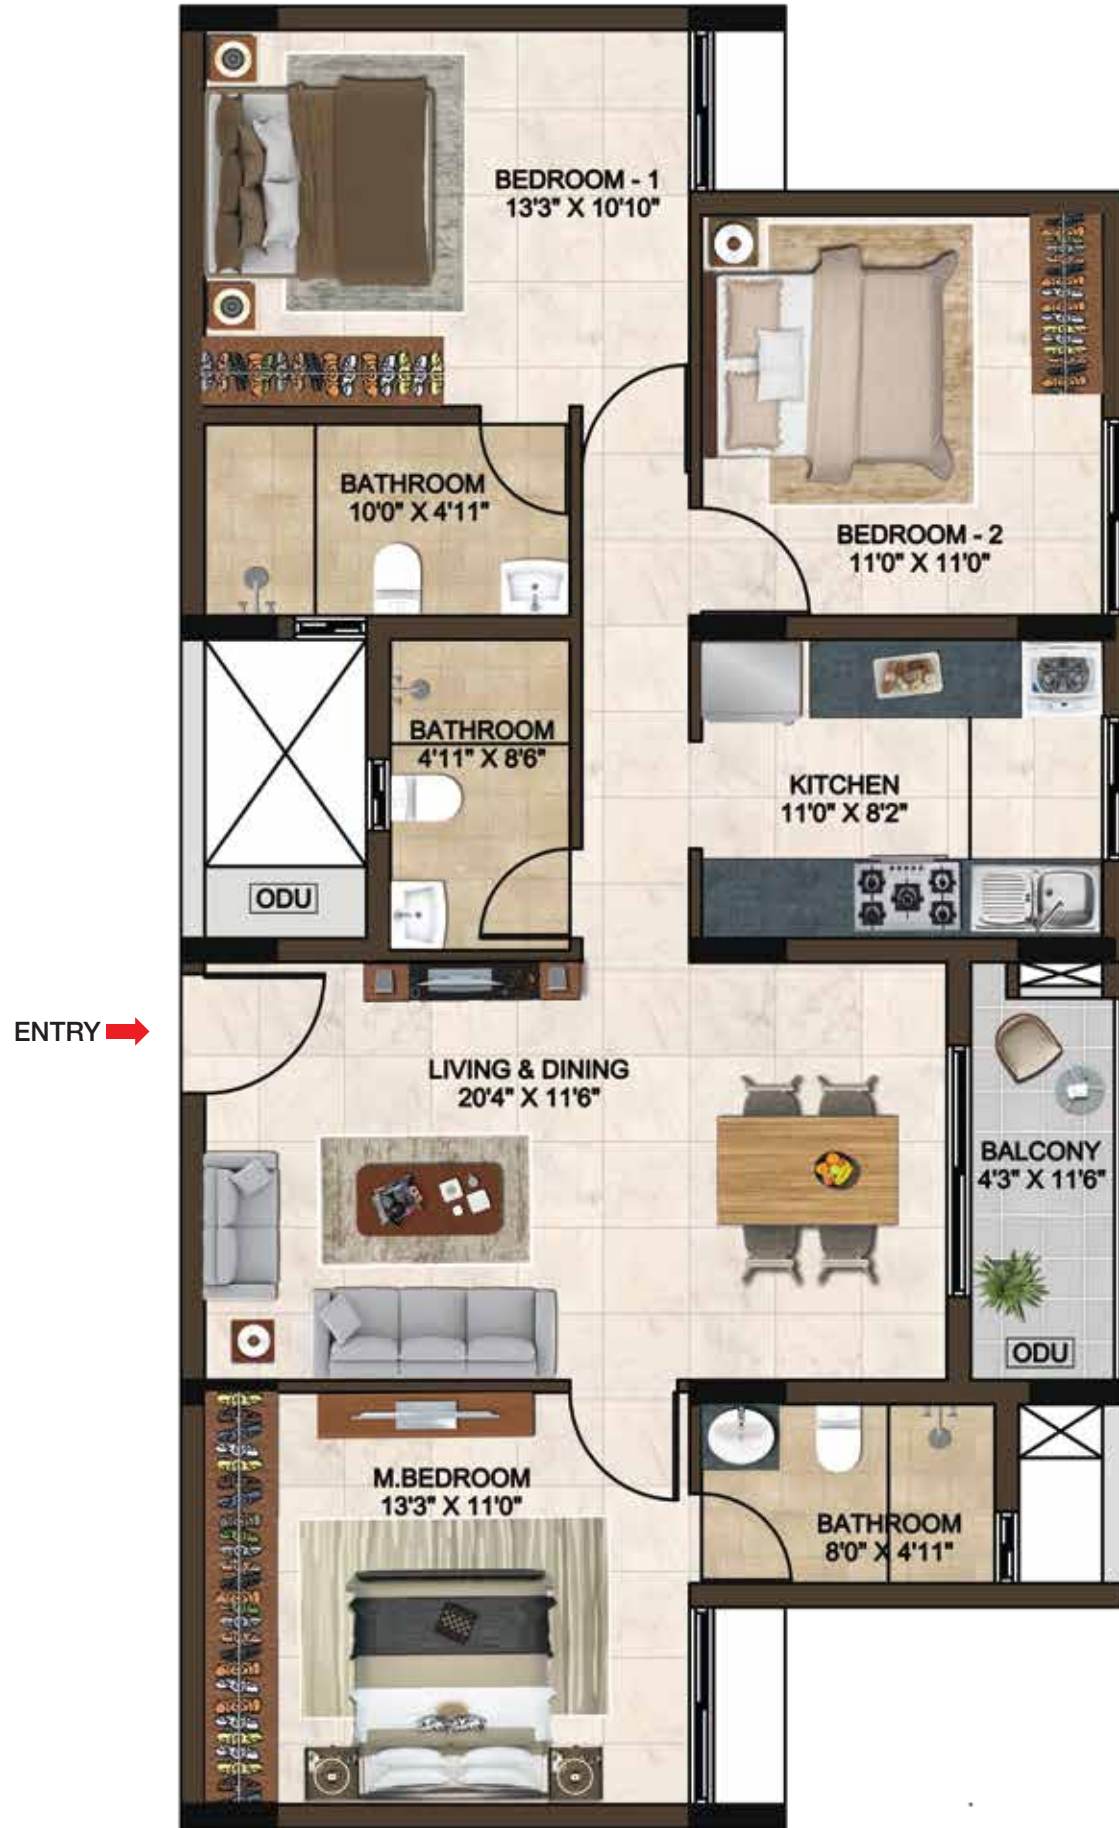 BEDROOM - 1
13'3" X 10'10"
BEDROOM - 2
11'0" X 11'0"
BATHROOM
10'0" X 4'11"
BATHROOM
4'11" X 8'6"
KITCHEN
11'0" X 8'2"
ODU
ENTRY
LIVING & DINING
20'4" X 11'6"
BALCONY
4'3" X 11'6"
ODU
M.BEDROOM
13'3" X 11'0"
BATHROOM
8'0" X 4'11"